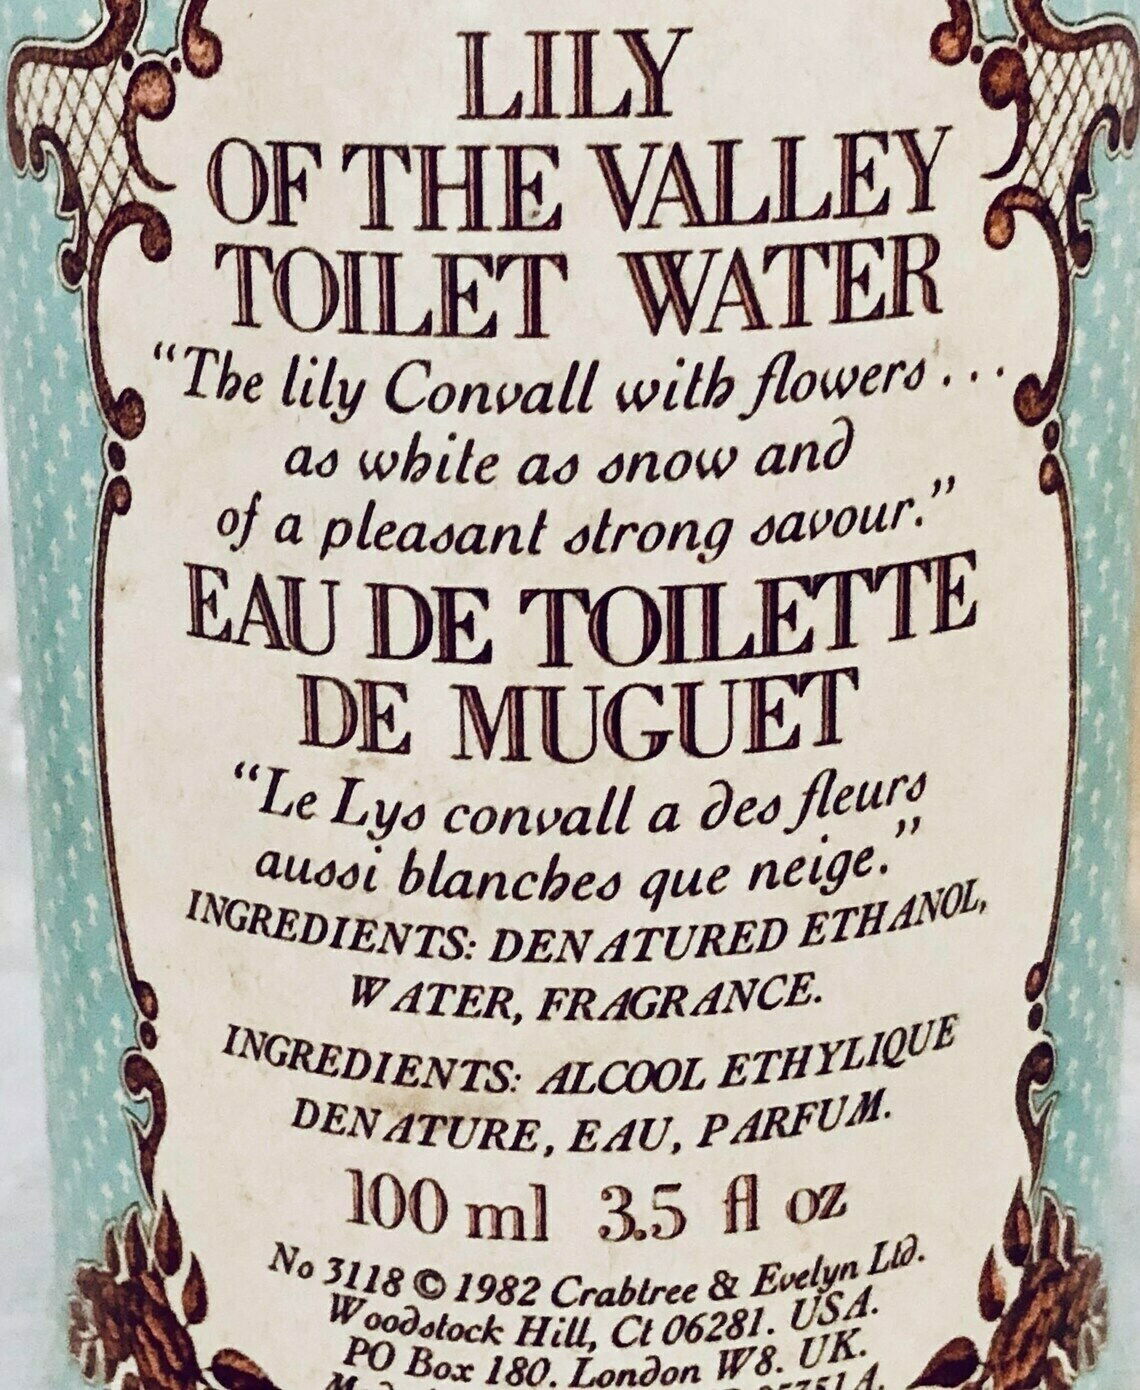 LILY
OF THE VALLEY
TOILET WATER
“The lily Convall with flowers . . .
as white as snow and
of a pleasant strong savour.”
EAU DE TOILETTE
DE MUGUET
“Le Lys convall a des fleurs
aussi blanches que neige.”
INGREDIENTS: DENATURED ETHANOL,
WATER, FRAGRANCE.
INGREDIENTS: ALCOOL ETHYLIQUE
DENATURE, EAU, PARFUM.
100 ml 3.5 fl oz
No 3118 © 1982 Crabtree & Evelyn Ltd.
Woodstock Hill, Ct 06281. USA.
PO Box 180. London W8. UK.